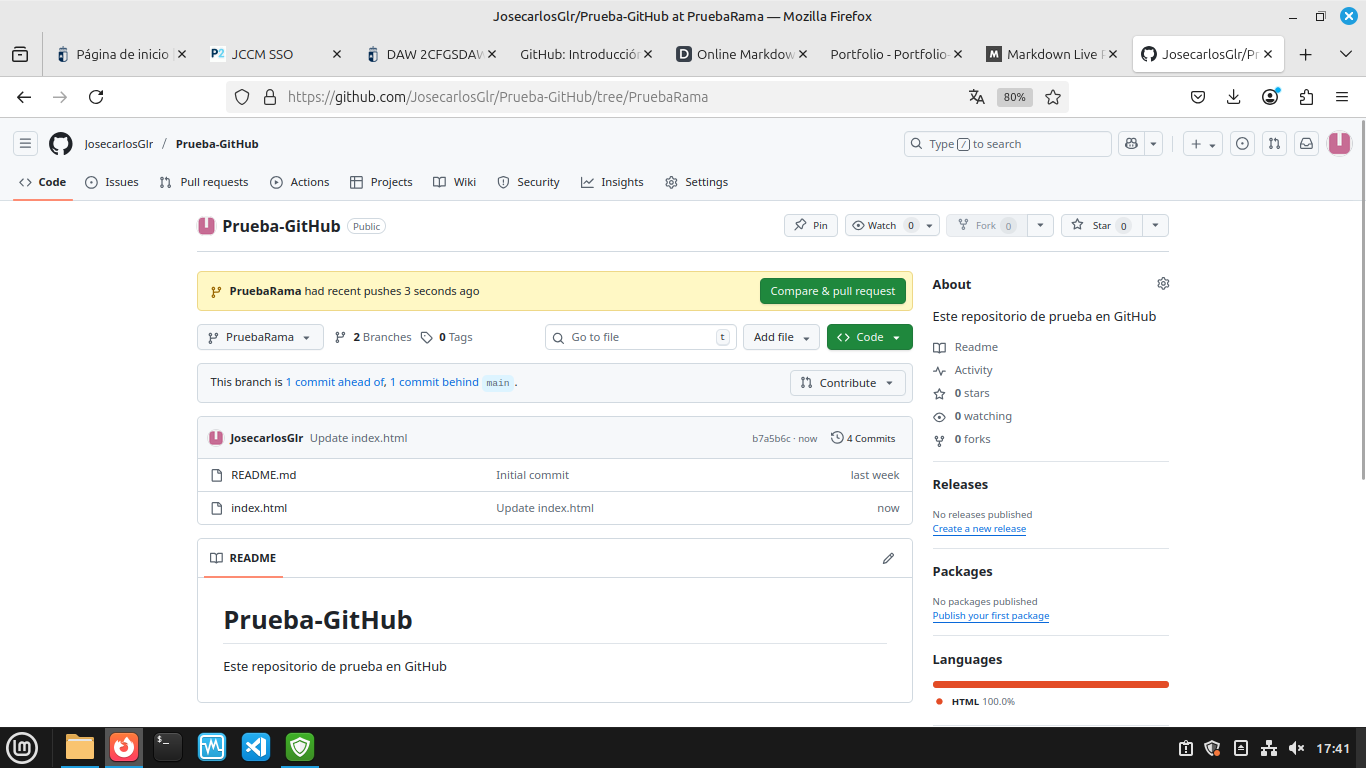 JosecarlosGlr/Prueba-GitHub at PruebaRama — Mozilla Firefox
Página de inicio
P2 JCCM SSO
DAW 2CFGSDAW
GitHub: Introducción
D Online Markdow
Portfolio - Portfolio-
M Markdown Live P
JosecarlosGlr/Pr
https://github.com/JosecarlosGlr/Prueba-GitHub/tree/PruebaRama
80%
JosecarlosGlr / Prueba-GitHub
Type / to search
Code
Issues
Pull requests
Actions
Projects
Wiki
Security
Insights
Settings
Prueba-GitHub Public
Pin
Watch 0
Fork 0
Star 0
PruebaRama had recent pushes 3 seconds ago
Compare & pull request
PruebaRama
2 Branches
0 Tags
Go to file t
Add file
Code
This branch is 1 commit ahead of, 1 commit behind main .
Contribute
JosecarlosGlr Update index.html b7a5b6c · now 4 Commits
README.md Initial commit last week
index.html Update index.html now
README
Prueba-GitHub
Este repositorio de prueba en GitHub
About
Este repositorio de prueba en GitHub
Readme
Activity
0 stars
0 watching
0 forks
Releases
No releases published
Create a new release
Packages
No packages published
Publish your first package
Languages
HTML 100.0%
17:41